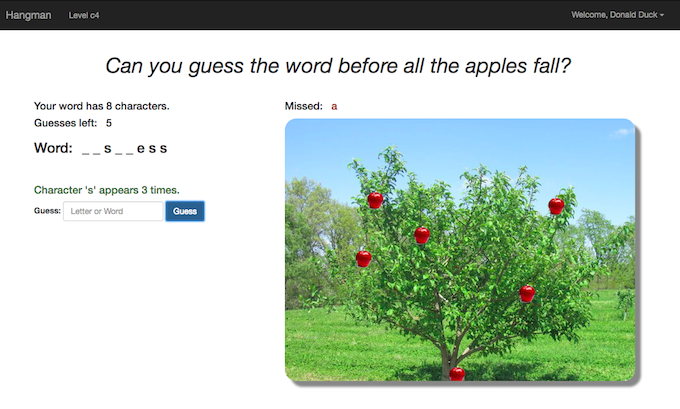 Hangman Level c4 Welcome, Donald Duck
Can you guess the word before all the apples fall?
Your word has 8 characters.
Guesses left: 5
Word: _ _ s _ _ e s s
Character 's' appears 3 times.
Guess: Letter or Word Guess
Missed: a